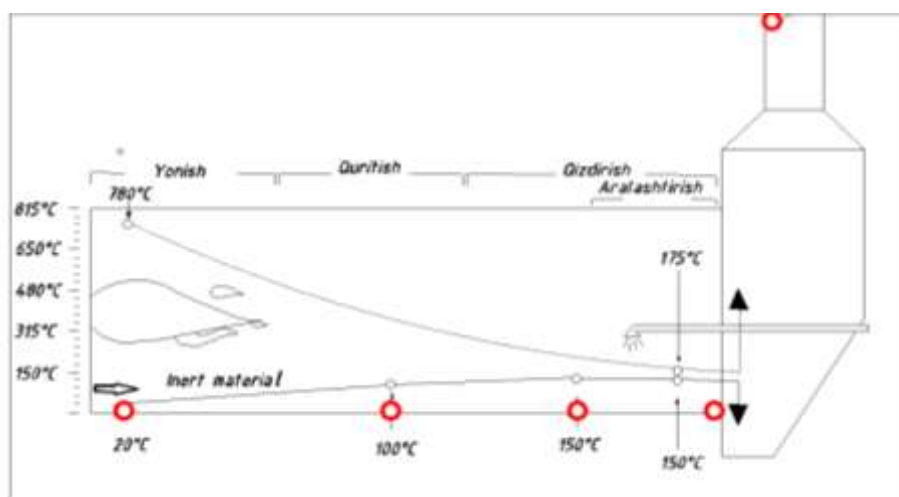 Yonish Quritish Qizdirish
Aralashtirish
780°C
815°C
650°C
480°C
315°C
150°C
175°C
Inert material
20°C 100°C 150°C 150°C